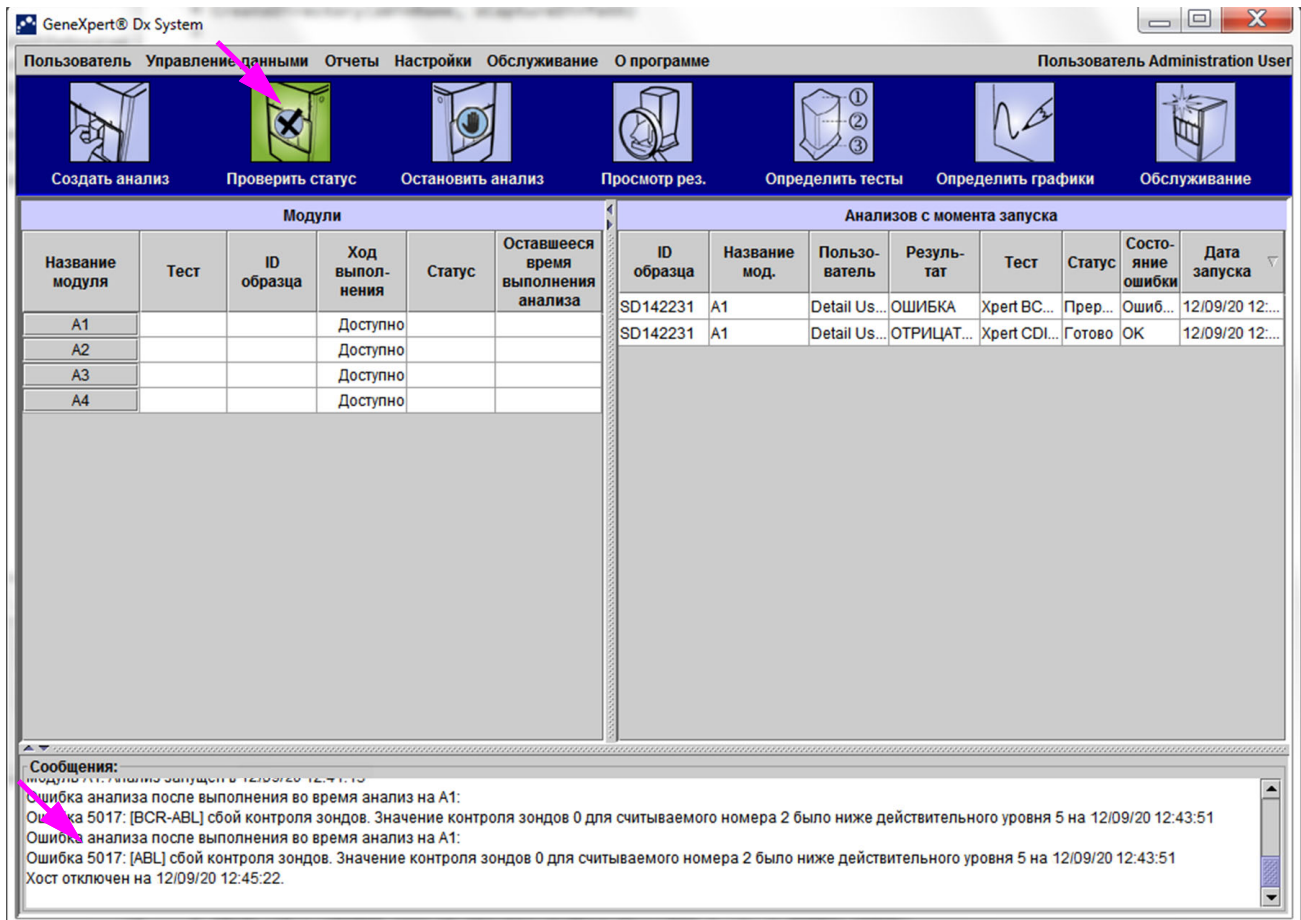 GeneXpert® Dx System
Пользователь Управление данными Отчеты Настройки Обслуживание О программе Пользователь Administration User
① ② ③
Создать анализ Проверить статус Остановить анализ Просмотр рез. Определить тесты Определить графики Обслуживание
Модули
Название модуля
Тест
ID образца
Ход выпол-нения
Статус
Оставшееся время выполнения анализа
A1 Доступно
A2 Доступно
A3 Доступно
A4 Доступно
Анализов с момента запуска
ID образца
Название мод.
Пользо-ватель
Резуль-тат
Тест
Статус
Состо-яние ошибки
Дата запуска
SD142231 A1 Detail Us... ОШИБКА Xpert BC... Прер... Ошиб... 12/09/20 12:...
SD142231 A1 Detail Us... ОТРИЦАТ... Xpert CDI... Готово OK 12/09/20 12:...
Сообщения:
Ошибка анализа после выполнения во время анализ на A1:
Ошибка 5017: [BCR-ABL] сбой контроля зондов. Значение контроля зондов 0 для считываемого номера 2 было ниже действительного уровня 5 на 12/09/20 12:43:51
Ошибка анализа после выполнения во время анализ на A1:
Ошибка 5017: [ABL] сбой контроля зондов. Значение контроля зондов 0 для считываемого номера 2 было ниже действительного уровня 5 на 12/09/20 12:43:51
Хост отключен на 12/09/20 12:45:22.